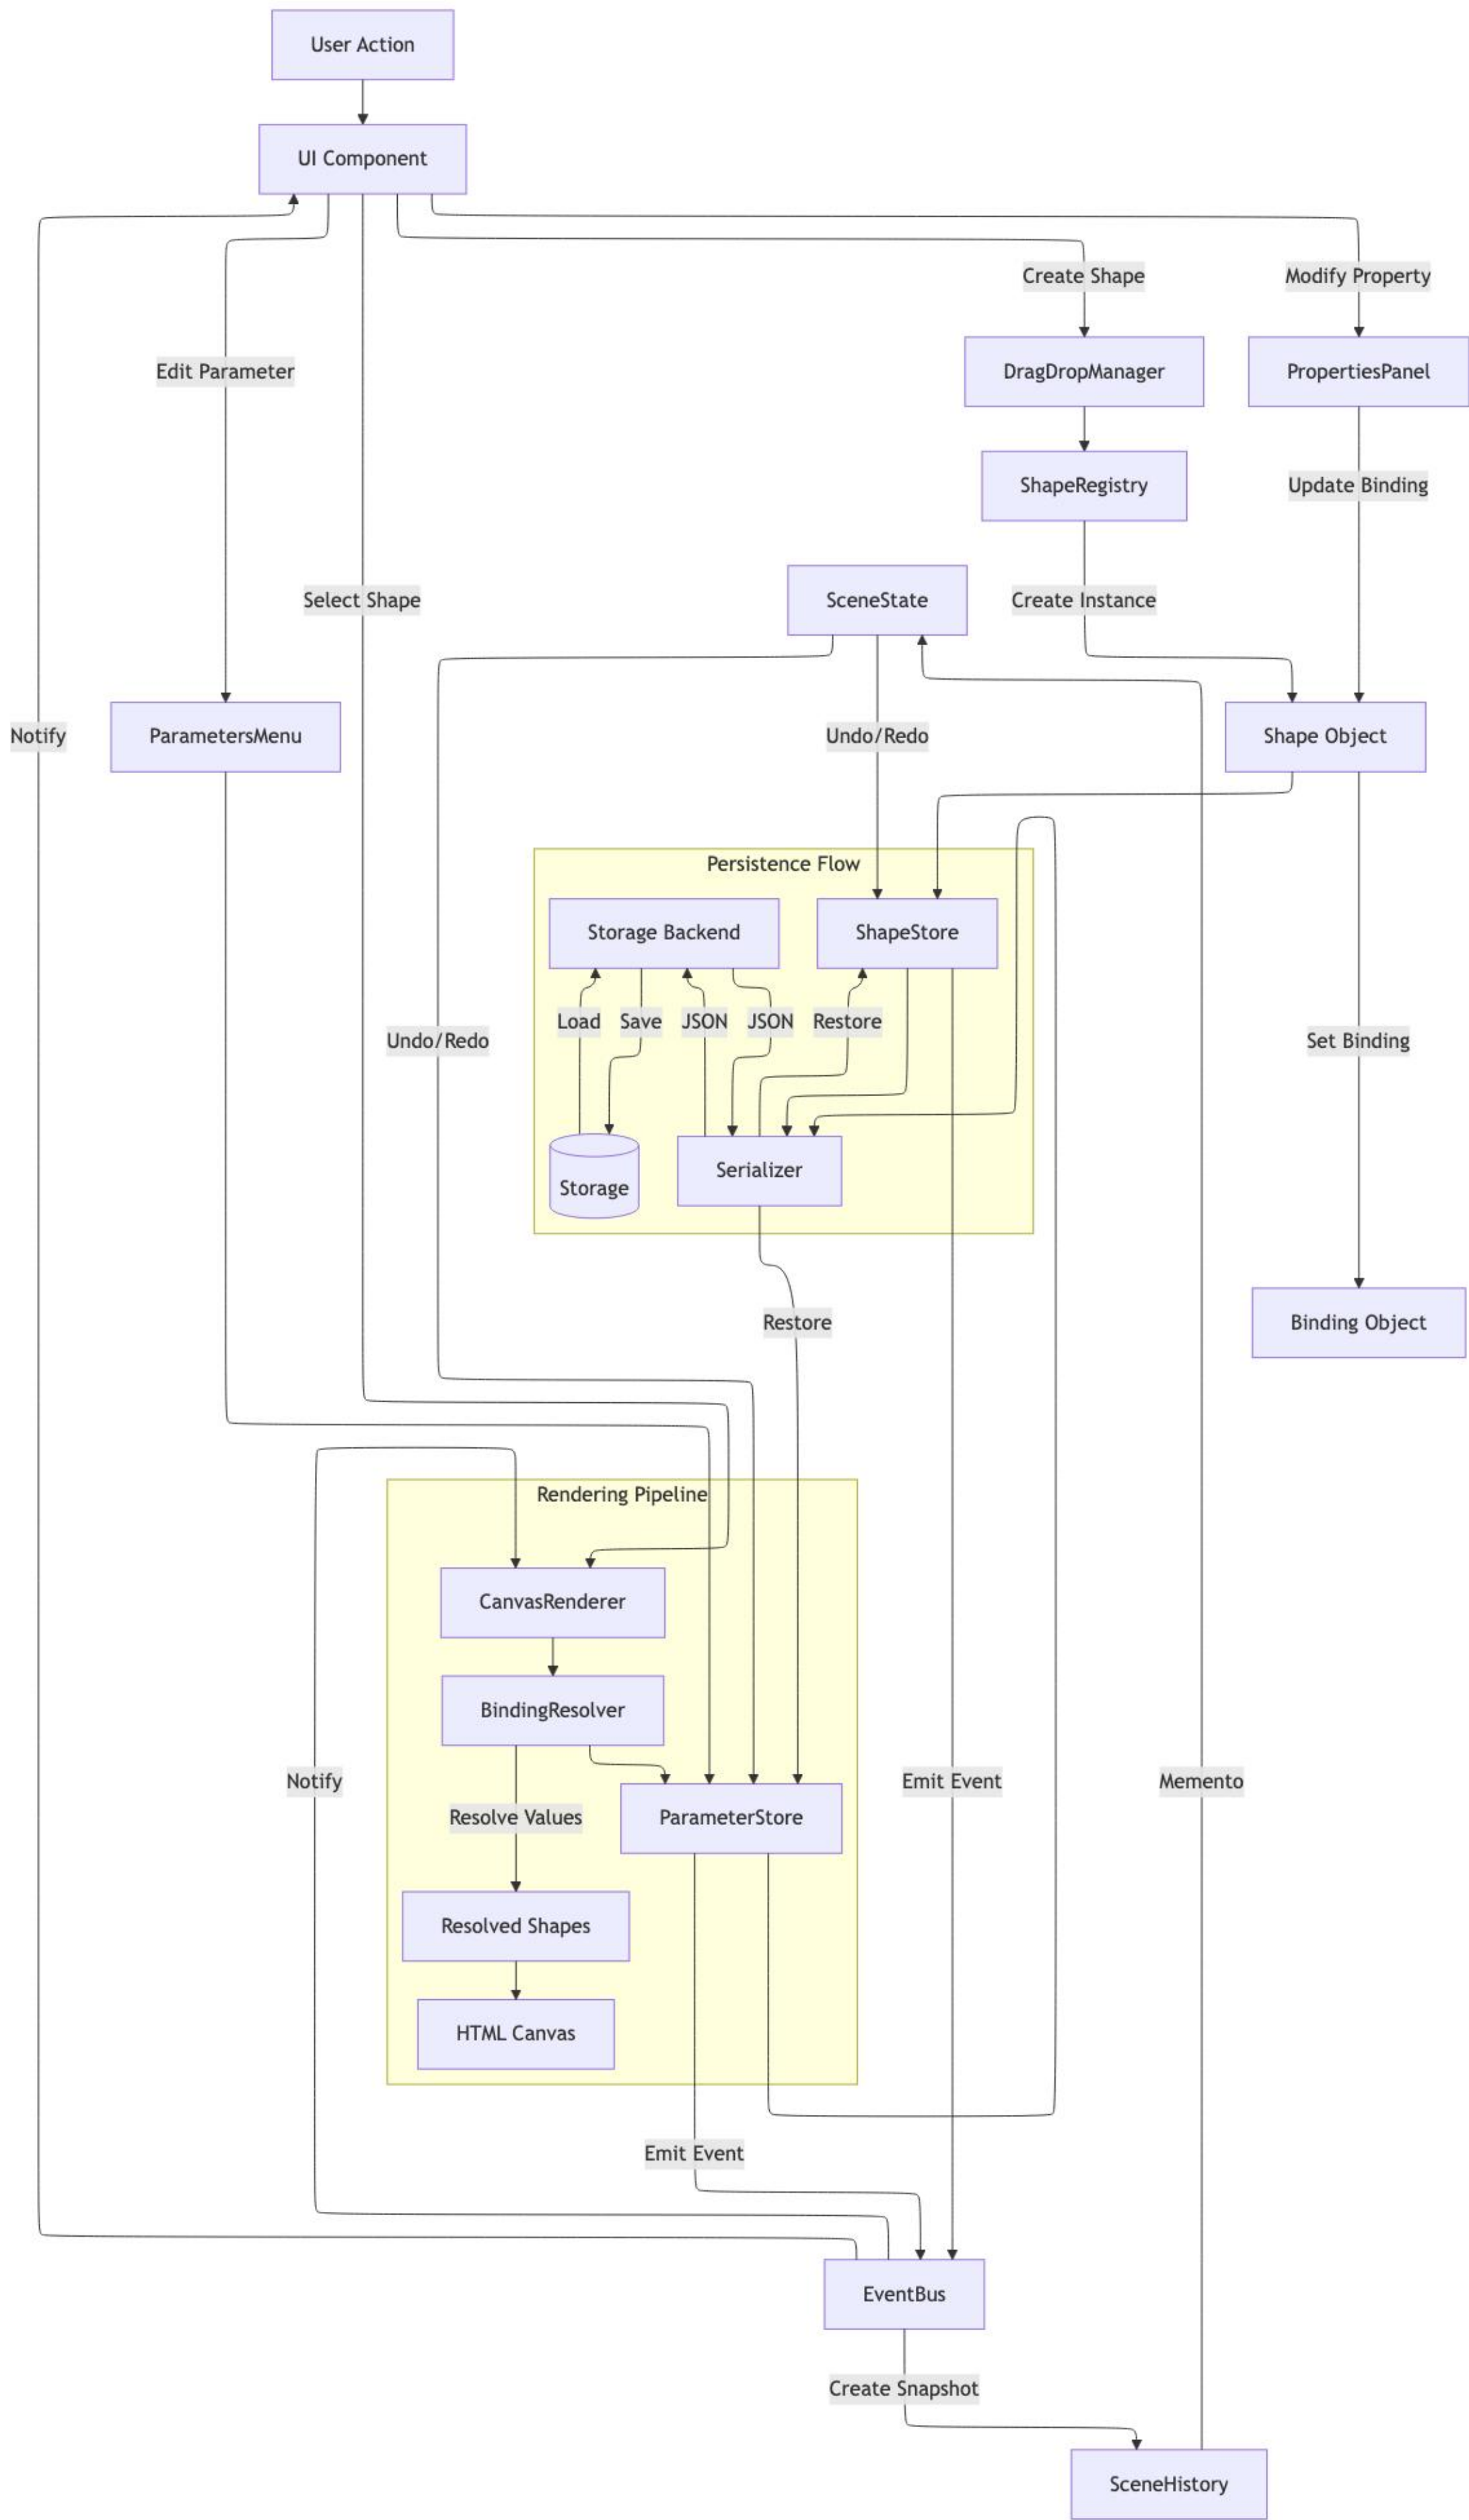 User Action
UI Component
Create Shape
Modify Property
Edit Parameter
DragDropManager
PropertiesPanel
ShapeRegistry
Update Binding
Select Shape
SceneState
Create Instance
Notify
ParametersMenu
Undo/Redo
Shape Object
Persistence Flow
Storage Backend
ShapeStore
Load
Save
JSON
JSON
Restore
Undo/Redo
Set Binding
Storage
Serializer
Restore
Binding Object
Rendering Pipeline
CanvasRenderer
BindingResolver
Notify
Emit Event
Memento
Resolve Values
ParameterStore
Resolved Shapes
HTML Canvas
Emit Event
EventBus
Create Snapshot
SceneHistory